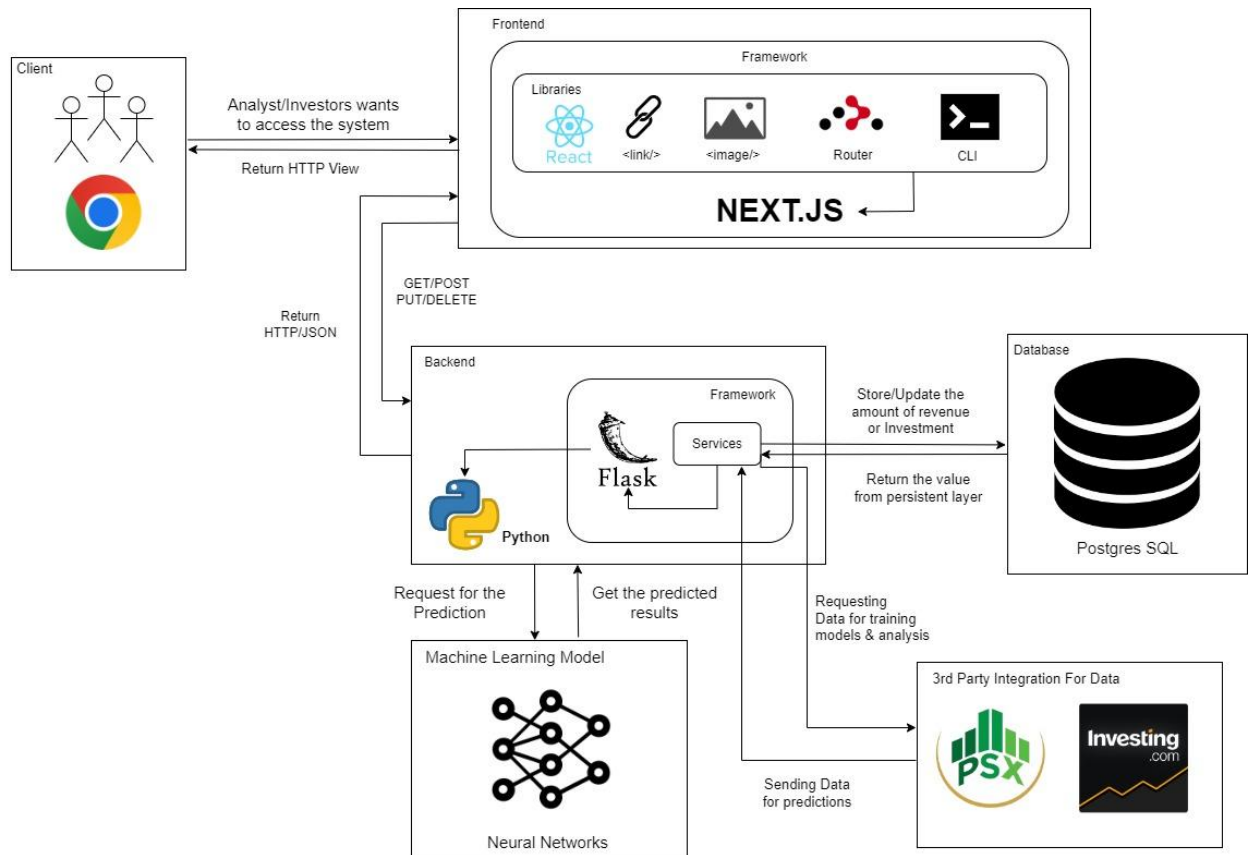 Client
Analyst/Investors wants
to access the system
Return HTTP View
Frontend
Framework
Libraries
React
<link/>
<image/>
Router
CLI
NEXT.JS
GET/POST
PUT/DELETE
Return
HTTP/JSON
Backend
Framework
Services
Flask
Python
Store/Update the
amount of revenue
or Investment
Return the value
from persistent layer
Database
Postgres SQL
Request for the
Prediction
Get the predicted
results
Requesting
Data for training
models & analysis
Machine Learning Model
Neural Networks
Sending Data
for predictions
3rd Party Integration For Data
PSX
Investing
.com